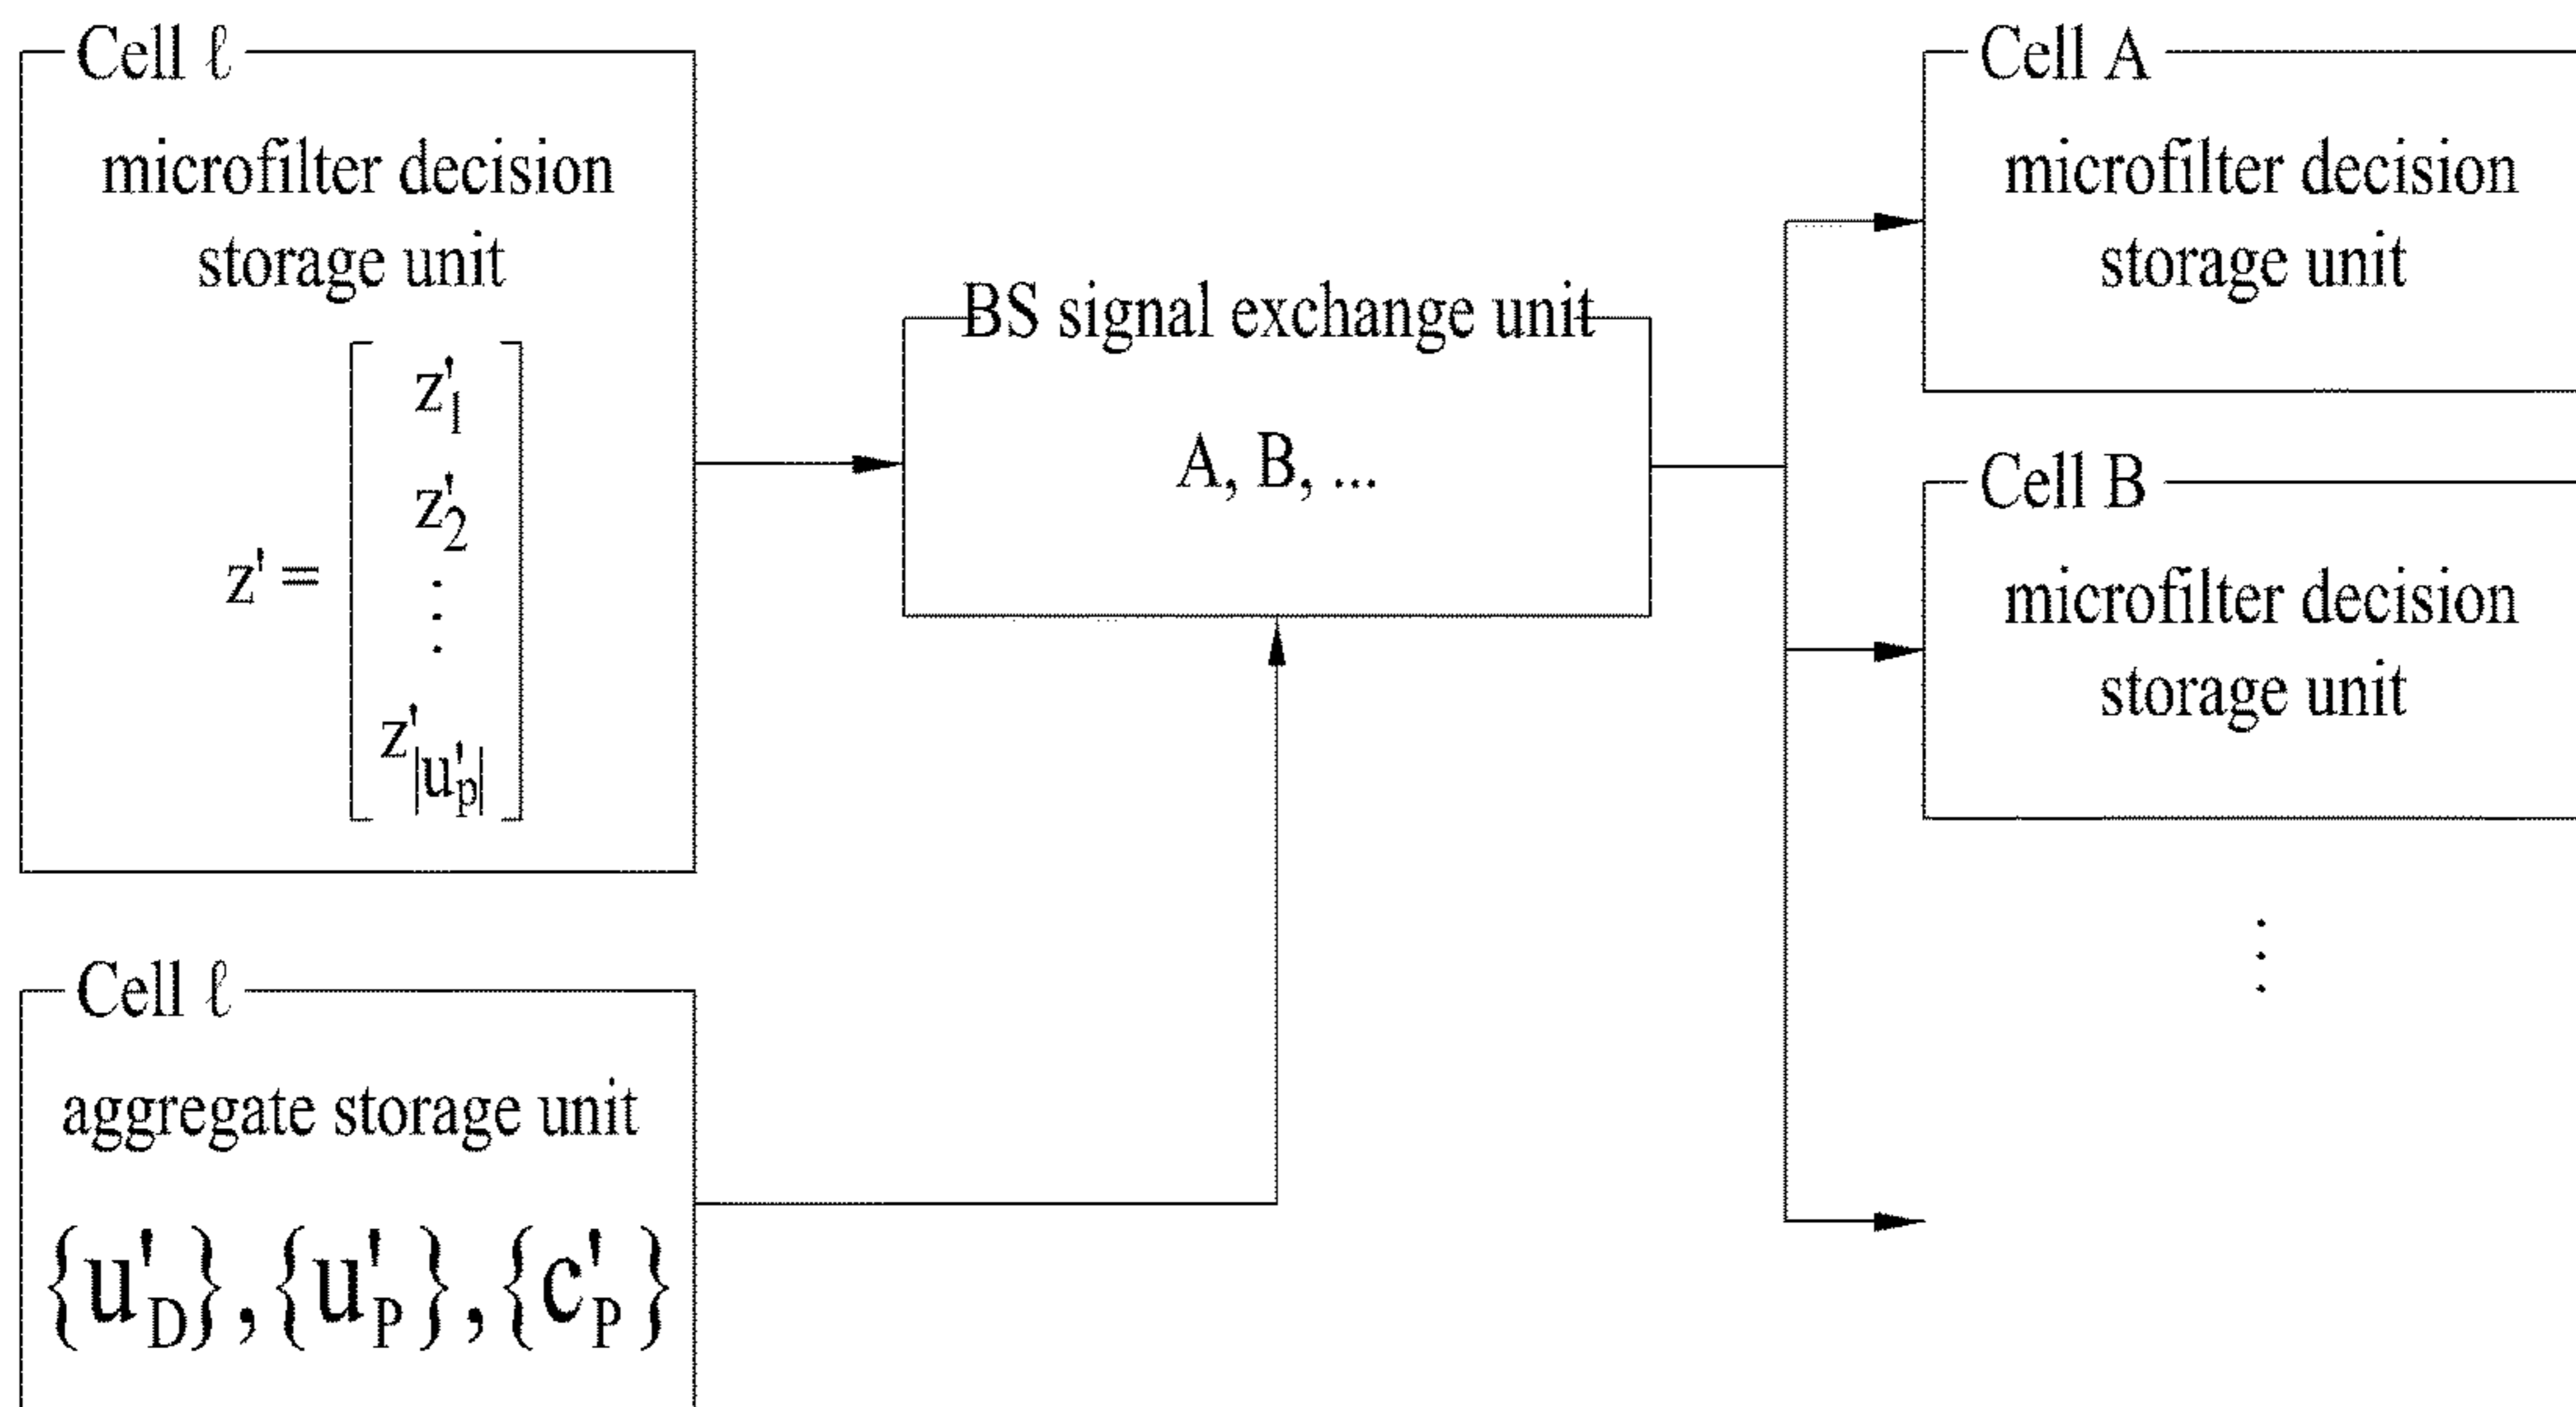 Cell ℓ
microfilter decision
storage unit
z' =
z'1
z'2
⋮
z'|u'p|
Cell ℓ
aggregate storage unit
{u'D},{u'P},{c'P}
BS signal exchange unit
A, B, ...
Cell A
microfilter decision
storage unit
Cell B
microfilter decision
storage unit
⋮